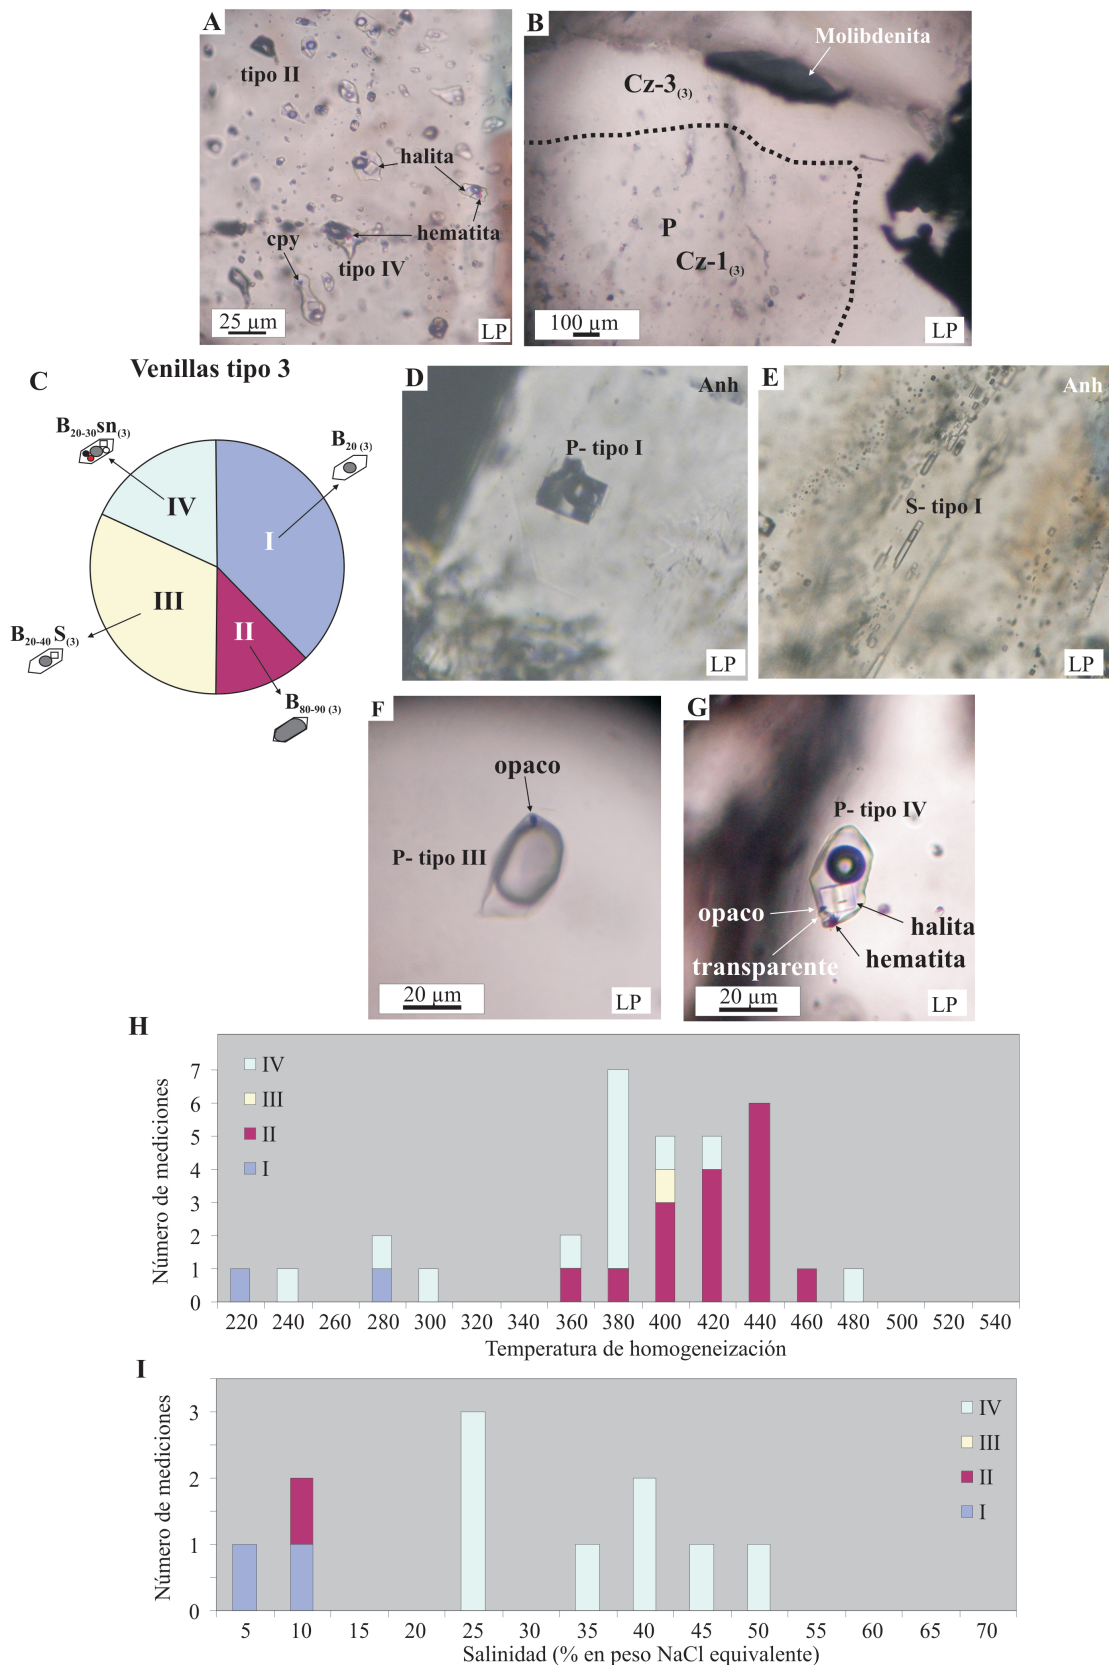 A
tipo II
halita
hematita
cpy
tipo IV
25 µm
LP
B
Molibdenita
Cz-3(3)
P
Cz-1(3)
100 µm
LP
Venillas tipo 3
C
B20-30sn(3)
B20 (3)
IV
I
III
II
B20-40 S(3)
B80-90 (3)
D
Anh
P- tipo I
LP
E
Anh
S- tipo I
LP
F
opaco
P- tipo III
20 µm
LP
G
P- tipo IV
opaco
halita
transparente
hematita
20 µm
LP
H
Número de mediciones
7
6
5
4
3
2
1
0
IV
III
II
I
220 240 260 280 300 320 340 360 380 400 420 440 460 480 500 520 540
Temperatura de homogeneización
I
Número de mediciones
3
2
1
0
IV
III
II
I
5 10 15 20 25 30 35 40 45 50 55 60 65 70
Salinidad (% en peso NaCl equivalente)